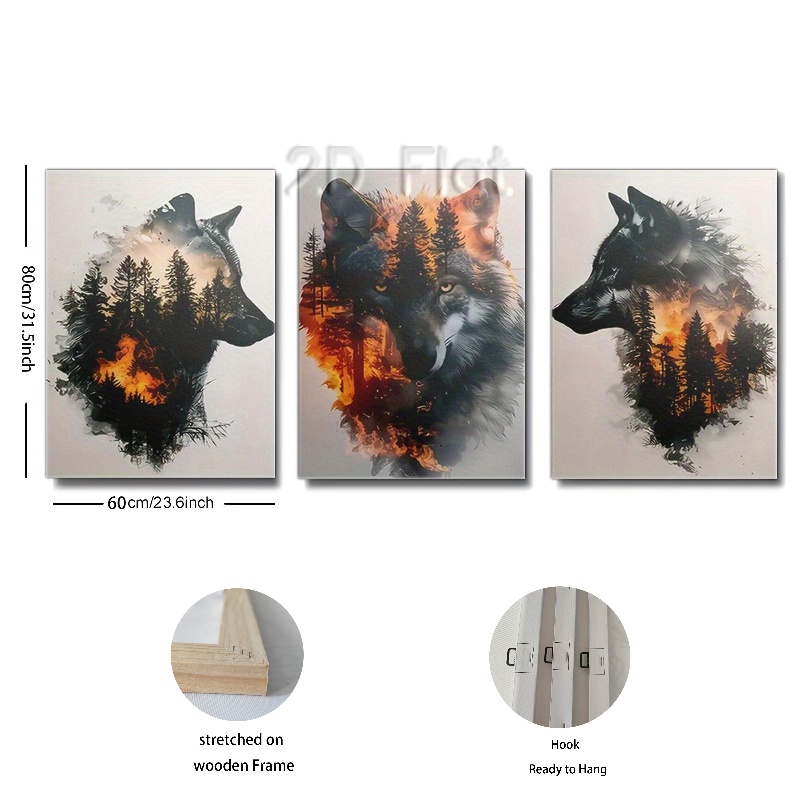 2D Flat
80cm/31.5inch
60cm/23.6inch
stretched on
wooden Frame
Hook
Ready to Hang